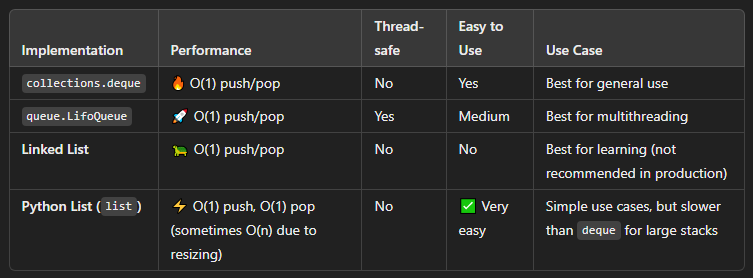 Implementation Performance Thread-safe Easy to Use Use Case
collections.deque 🔥 O(1) push/pop No Yes Best for general use
queue.LifoQueue 🚀 O(1) push/pop Yes Medium Best for multithreading
Linked List 🐢 O(1) push/pop No No Best for learning (not
recommended in production)
Python List (list) ⚡ O(1) push, O(1) pop No ✅ Very Simple use cases, but slower
(sometimes O(n) due to easy than deque for large stacks
resizing)